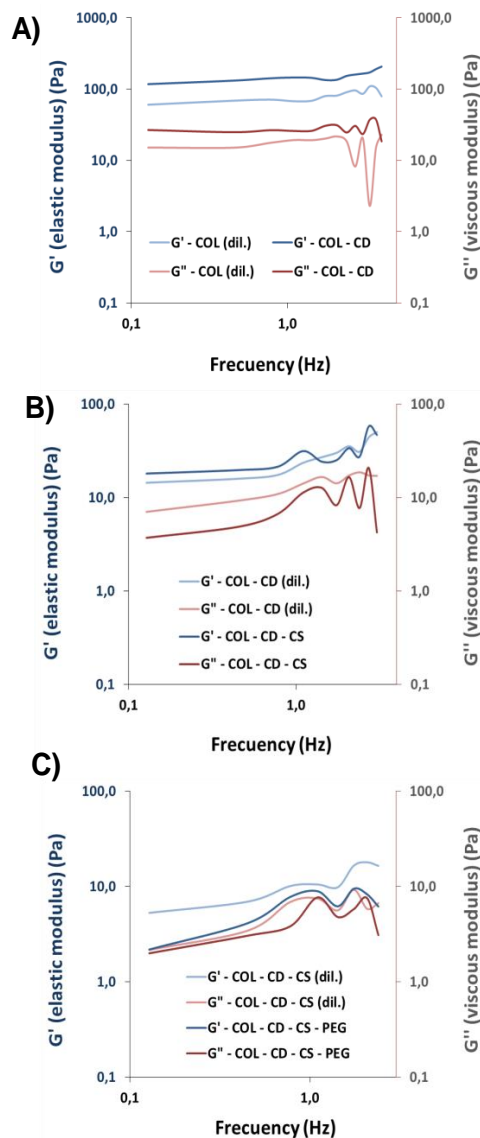 A)
1000,0
100,0
10,0
1,0
0,1
G' (elastic modulus) (Pa)
1000,0
100,0
10,0
1,0
0,1
G'' (viscous modulus) (Pa)
G' - COL (dil.) G' - COL - CD
G" - COL (dil.) G" - COL - CD
0,1 1,0
Frecuency (Hz)
B)
100,0
10,0
1,0
0,1
G' (elastic modulus) (Pa)
100,0
10,0
1,0
0,1
G'' (viscous modulus) (Pa)
G' - COL - CD (dil.)
G" - COL - CD (dil.)
G' - COL - CD - CS
G" - COL - CD - CS
0,1 1,0
Frecuency (Hz)
C)
100,0
10,0
1,0
0,1
G' (elastic modulus) (Pa)
100,0
10,0
1,0
0,1
G'' (viscous modulus) (Pa)
G' - COL - CD - CS (dil.)
G" - COL - CD - CS (dil.)
G' - COL - CD - CS - PEG
G" - COL - CD - CS - PEG
0,1 1,0
Frecuency (Hz)